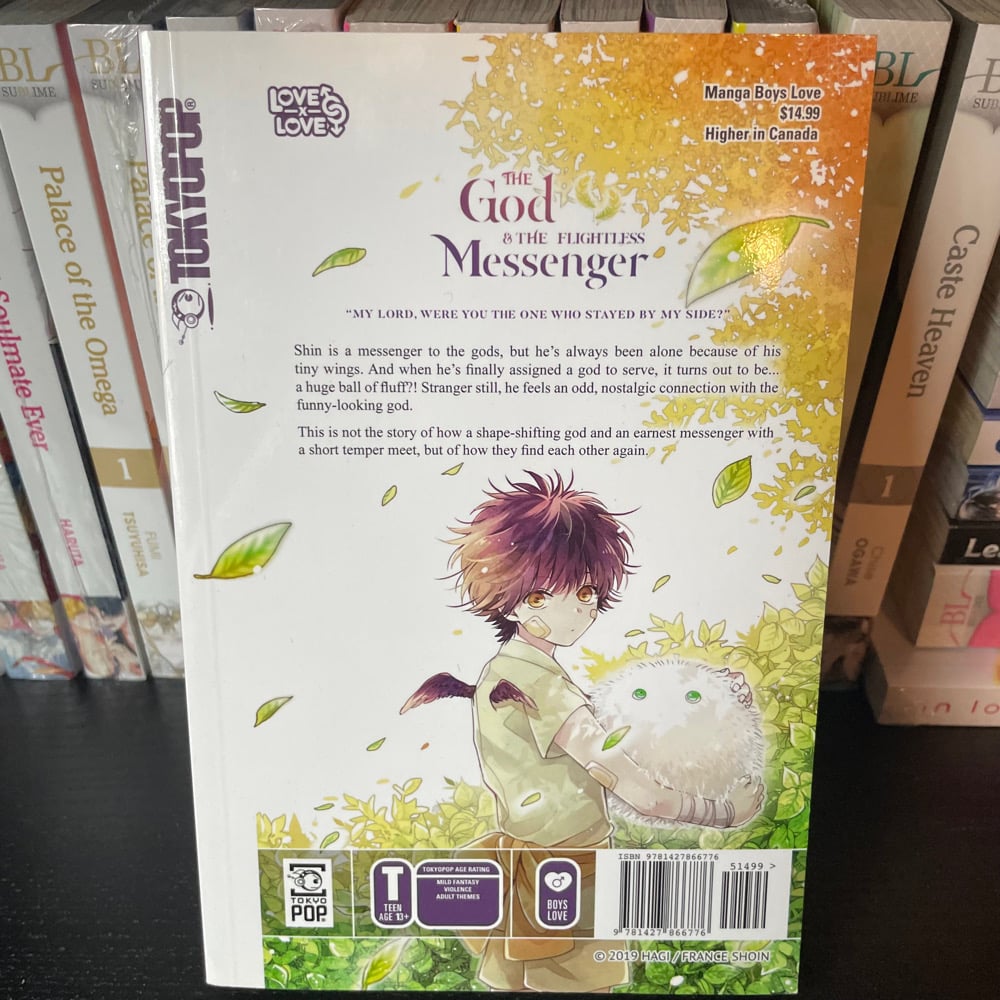 BL
SUBLIME
Soulmate Ever
HARUTA
Palace of the Omega
1
FUMI
TSUYUHISA
TOKYOPOP®
LOVE
x
LOVE
Manga Boys Love
$14.99
Higher in Canada
THE
God
& THE FLIGHTLESS
Messenger
“MY LORD, WERE YOU THE ONE WHO STAYED BY MY SIDE?”
Shin is a messenger to the gods, but he’s always been alone because of his
tiny wings. And when he’s finally assigned a god to serve, it turns out to be...
a huge ball of fluff?! Stranger still, he feels an odd, nostalgic connection with the
funny-looking god.
This is not the story of how a shape-shifting god and an earnest messenger with
a short temper meet, but of how they find each other again.
TOKYO
POP®
T
TEEN
AGE 13+
TOKYOPOP AGE RATING
MILD FANTASY
VIOLENCE
ADULT THEMES
BOYS
LOVE
ISBN 9781427866776
51499 >
9 781427 866776
© 2019 HAGI / FRANCE SHOIN
BL
SUBLIME
1
OGAWA
Caste Heaven
BL